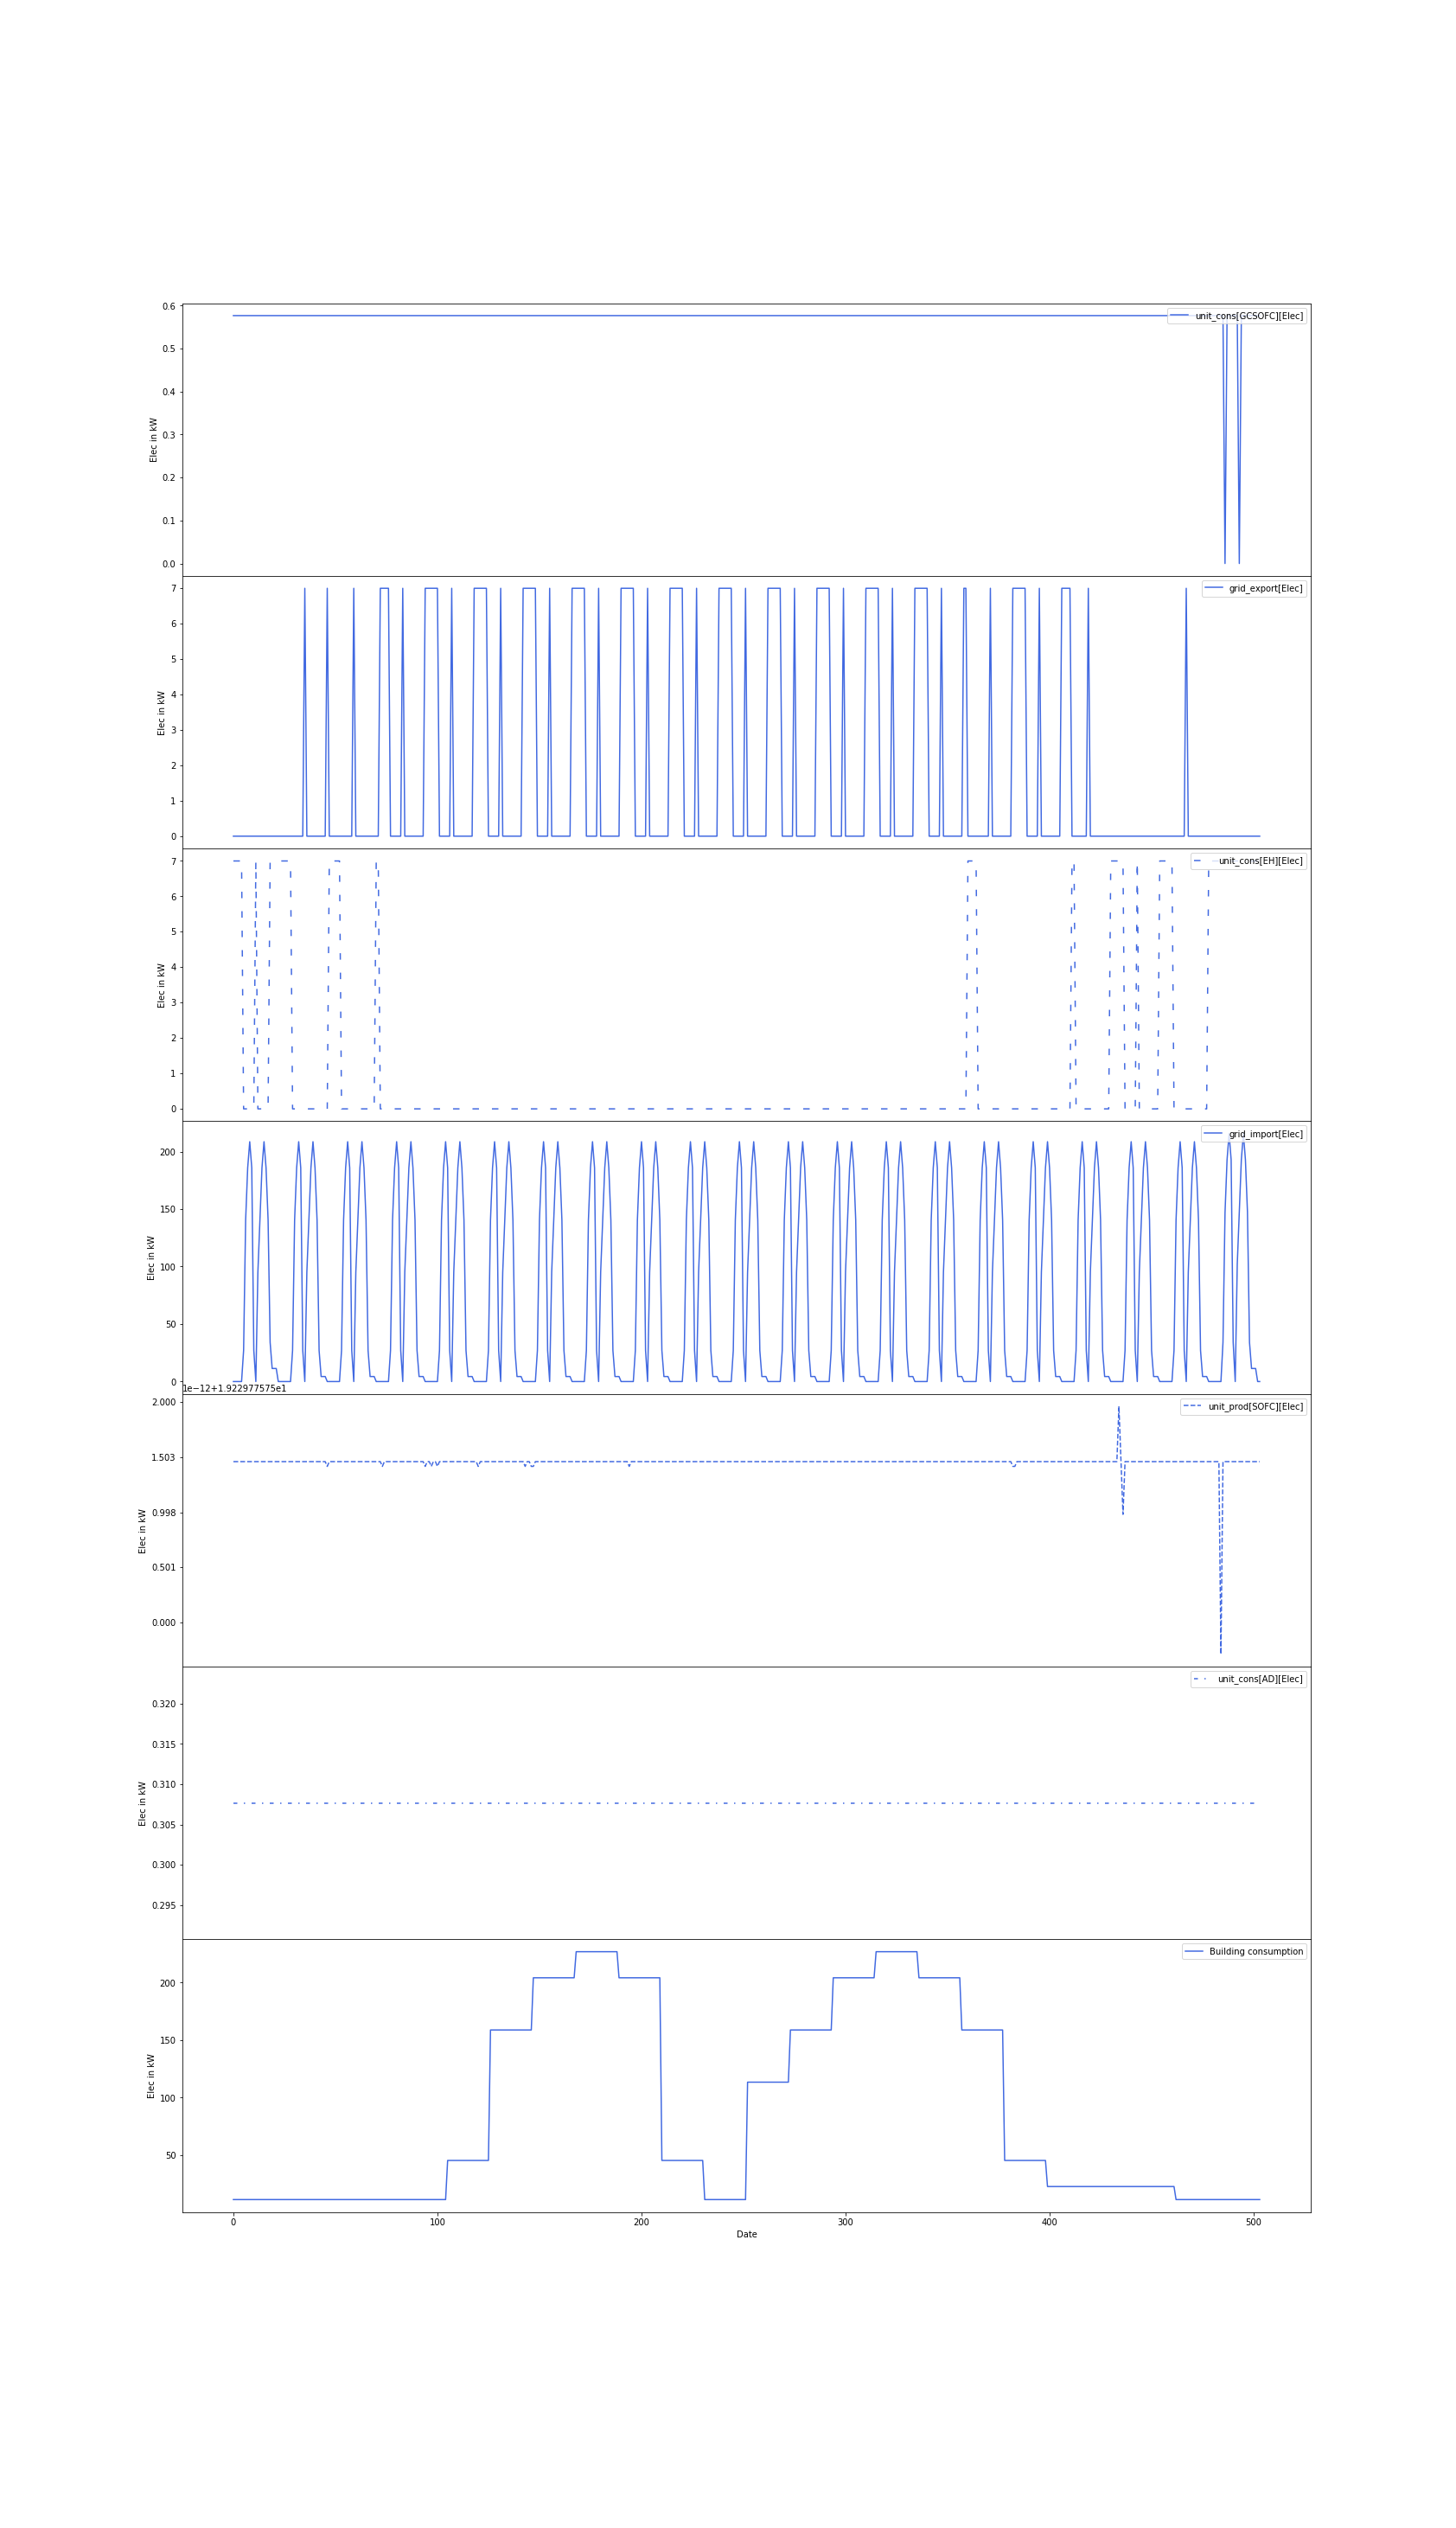 unit_cons[GCSOFC][Elec]
0.6
0.5
0.4
0.3
0.2
0.1
0.0
Elec in kW
grid_export[Elec]
7
6
5
4
3
2
1
0
Elec in kW
unit_cons[EH][Elec]
7
6
5
4
3
2
1
0
Elec in kW
grid_import[Elec]
200
150
100
50
0
Elec in kW
1e−12+1.922977575e1
unit_prod[SOFC][Elec]
2.000
1.503
0.998
0.501
0.000
Elec in kW
unit_cons[AD][Elec]
0.320
0.315
0.310
0.305
0.300
0.295
Elec in kW
Building consumption
200
150
100
50
Elec in kW
0 100 200 300 400 500
Date